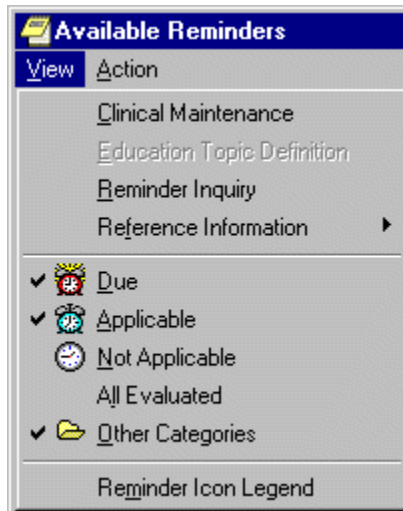 Available Reminders
View Action
Clinical Maintenance
Education Topic Definition
Reminder Inquiry
Reference Information
Due
Applicable
Not Applicable
All Evaluated
Other Categories
Reminder Icon Legend